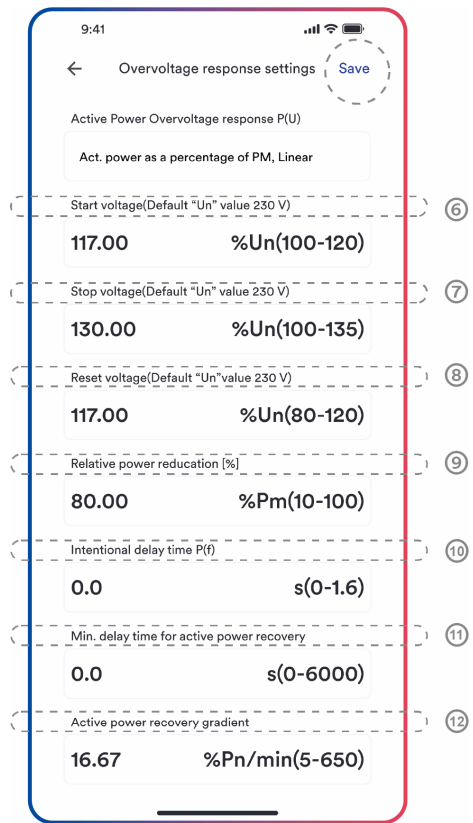 9:41
Overvoltage response settings Save
Active Power Overvoltage response P(U)
Act. power as a percentage of PM, Linear
Start voltage(Default “Un” value 230 V) 6
117.00 %Un(100-120)
Stop voltage(Default “Un” value 230 V) 7
130.00 %Un(100-135)
Reset voltage(Default “Un”value 230 V) 8
117.00 %Un(80-120)
Relative power reducation [%] 9
80.00 %Pm(10-100)
Intentional delay time P(f) 10
0.0 s(0-1.6)
Min. delay time for active power recovery 11
0.0 s(0-6000)
Active power recovery gradient 12
16.67 %Pn/min(5-650)